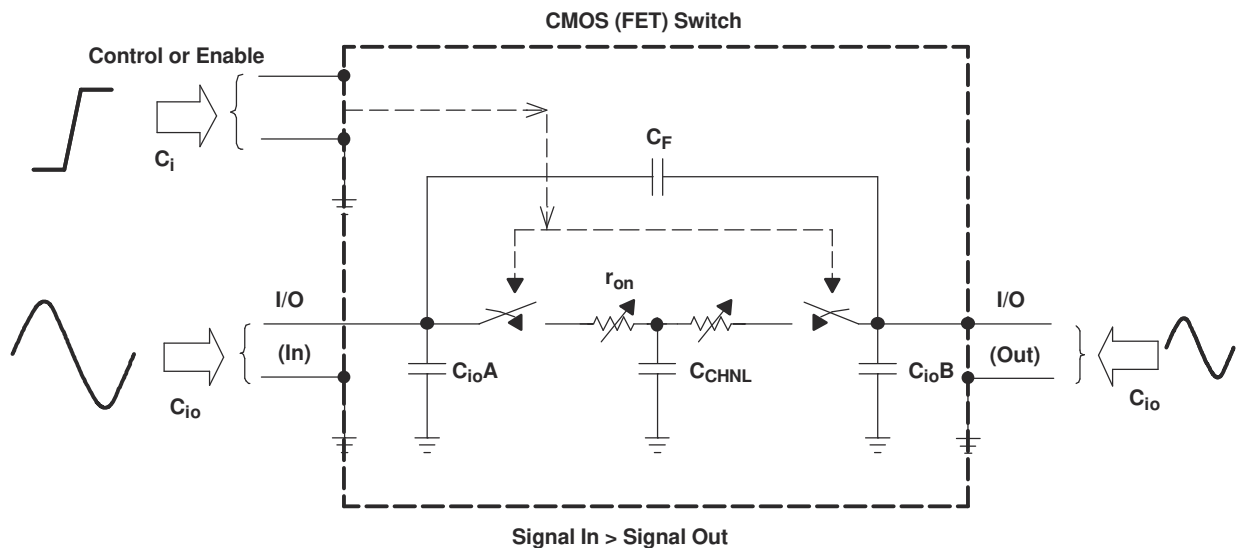 CMOS (FET) Switch
Control or Enable
Ci
CF
ron
I/O
(In)
Cio
CioA
CCHNL
CioB
I/O
(Out)
Cio
Signal In > Signal Out